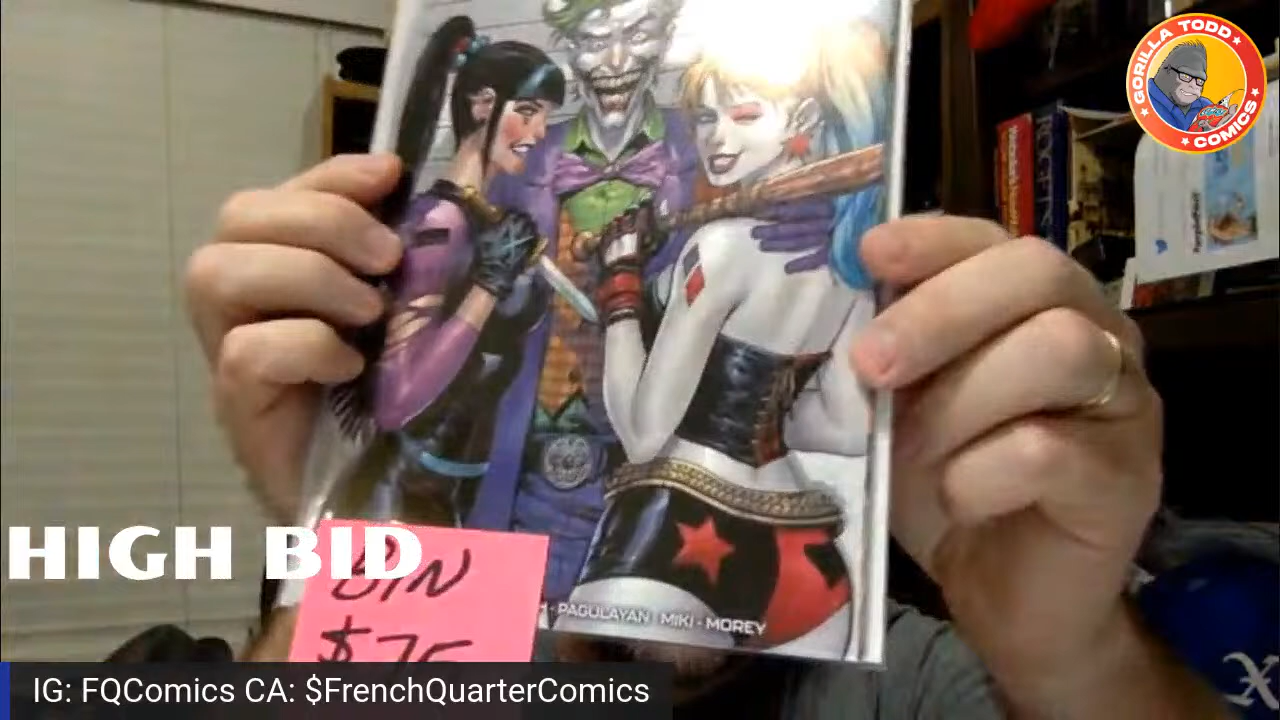 GORILLA TODD
COMICS
HIGH BID
BIN
$75
PAGULAYAN MIKI - MOREY
IG: FQComics CA: $FrenchQuarterComics